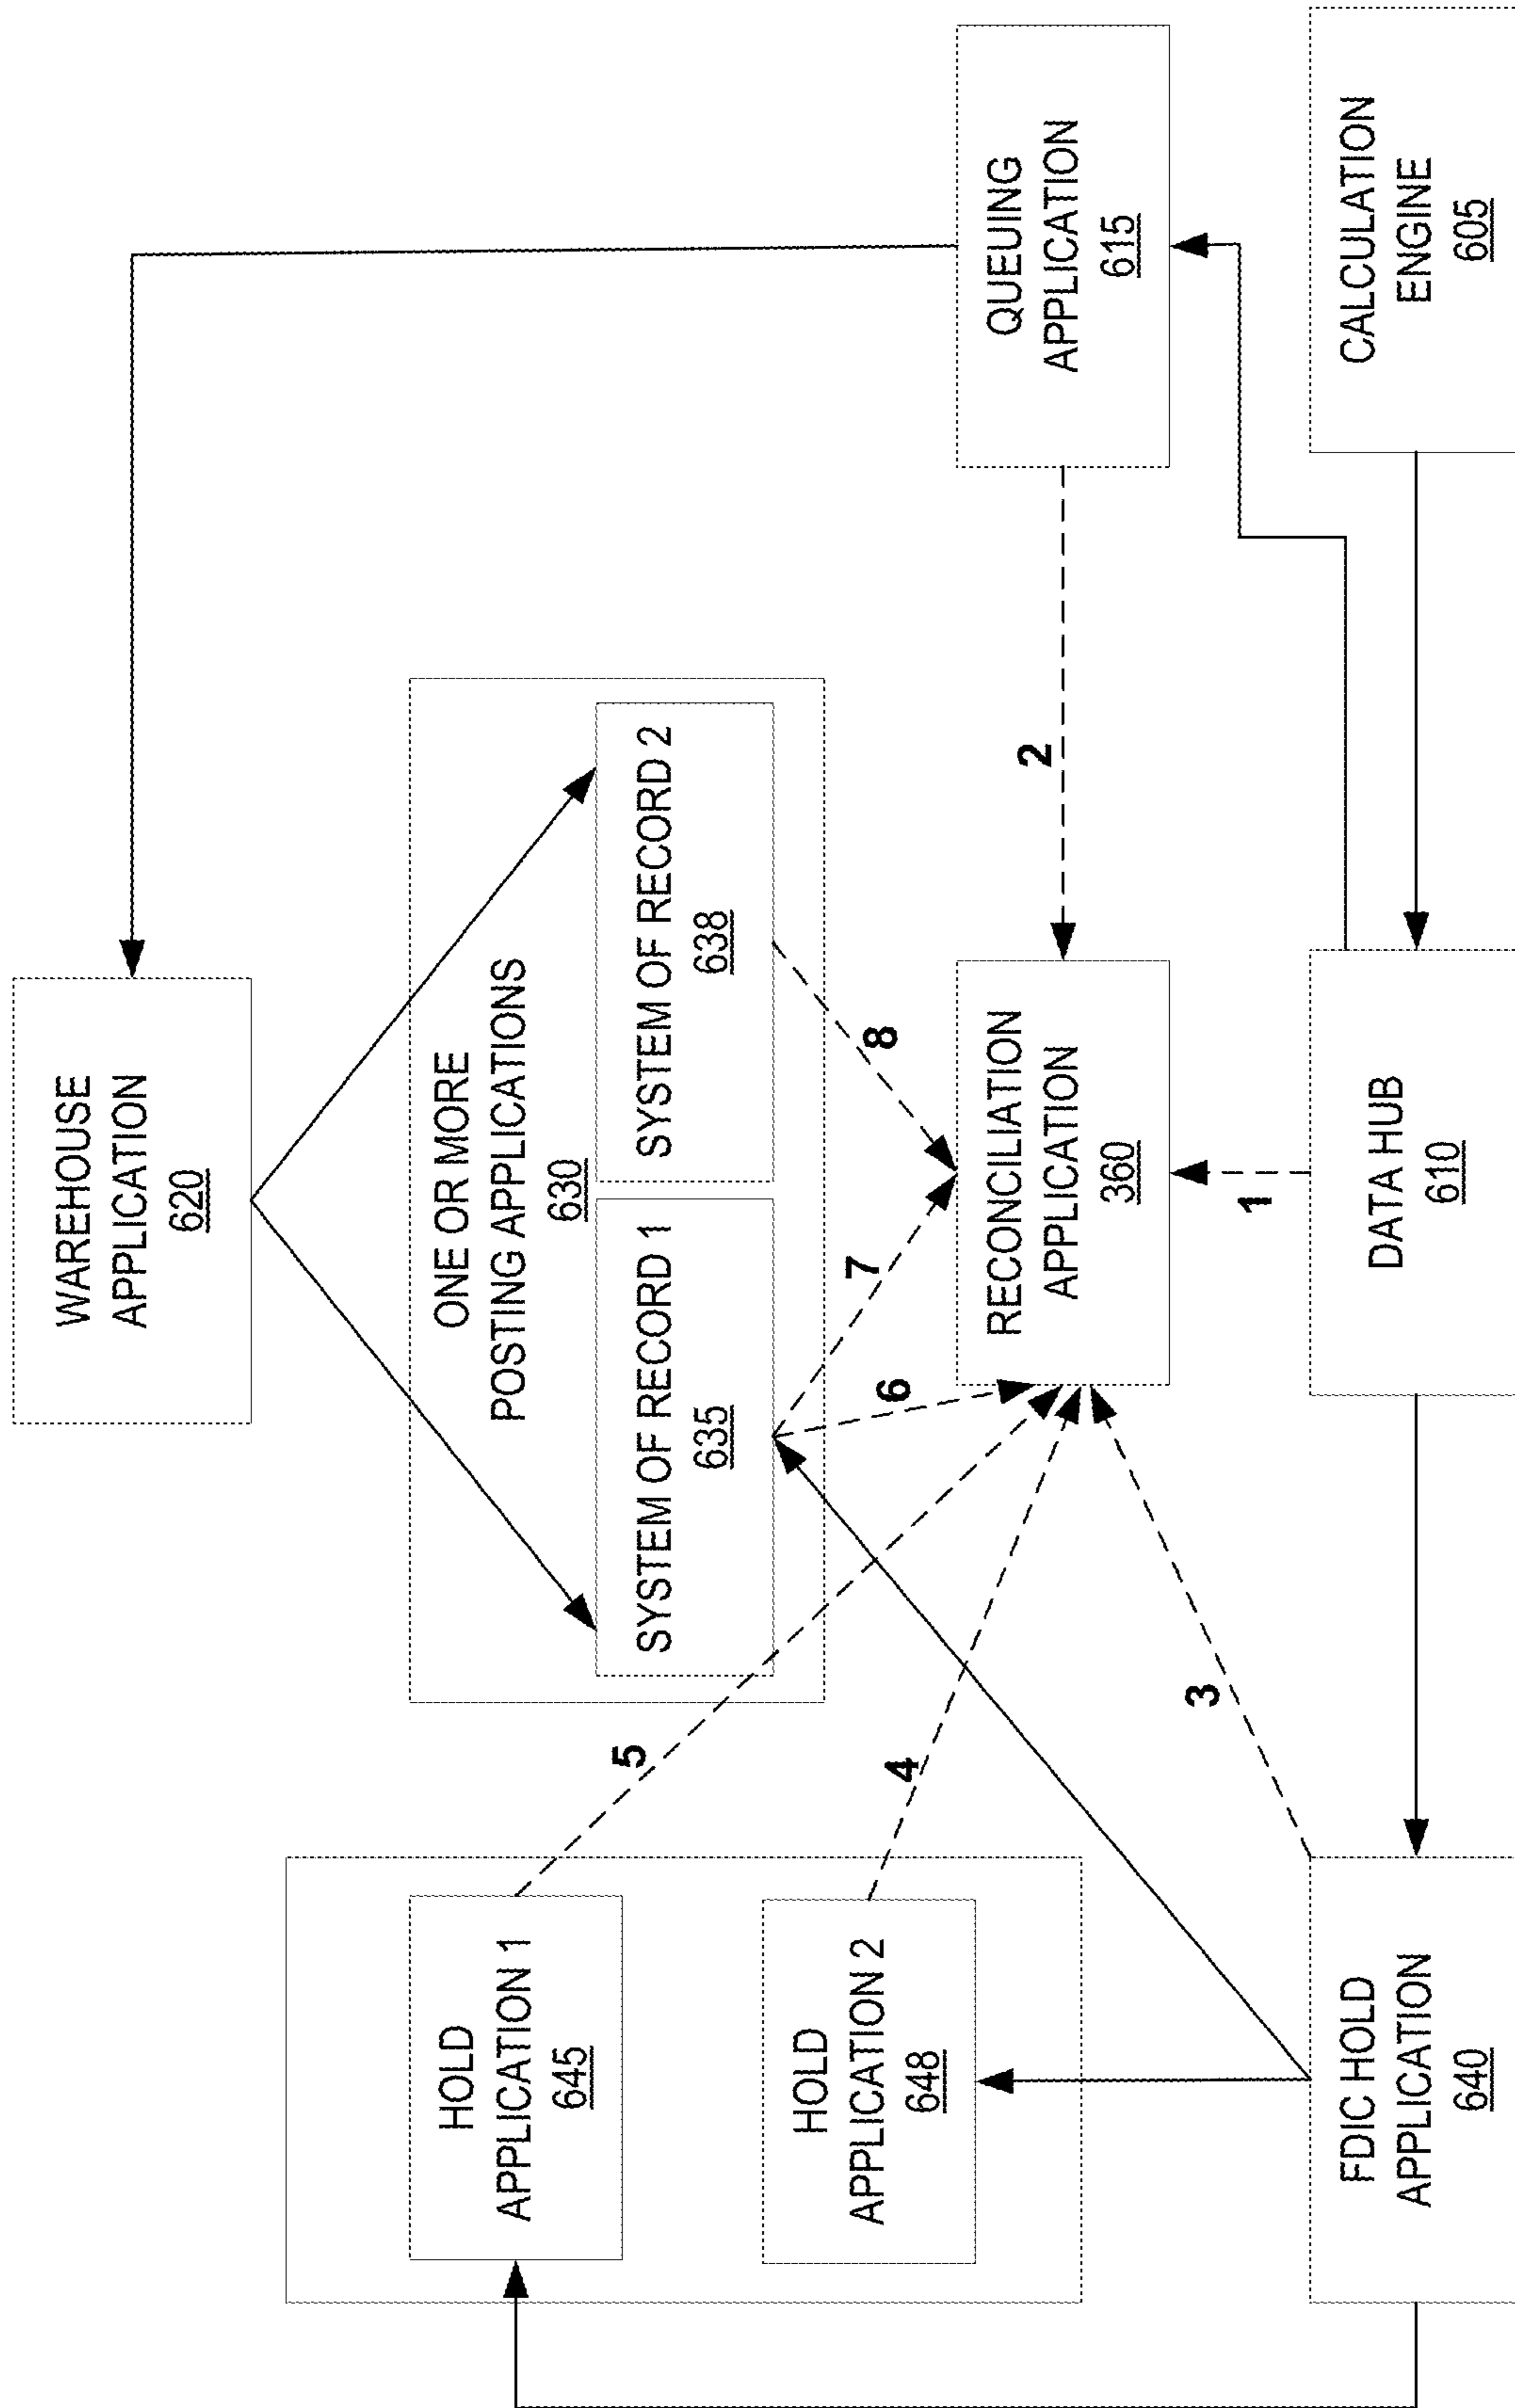 WAREHOUSE
APPLICATION
620
HOLD
APPLICATION 1
645
ONE OR MORE
POSTING APPLICATIONS
630
SYSTEM OF RECORD 1
635
SYSTEM OF RECORD 2
638
5
HOLD
APPLICATION 2
648
4
6
7
8
RECONCILIATION
APPLICATION
360
2
QUEUING
APPLICATION
615
3
1
FDIC HOLD
APPLICATION
640
DATA HUB
610
CALCULATION
ENGINE
605